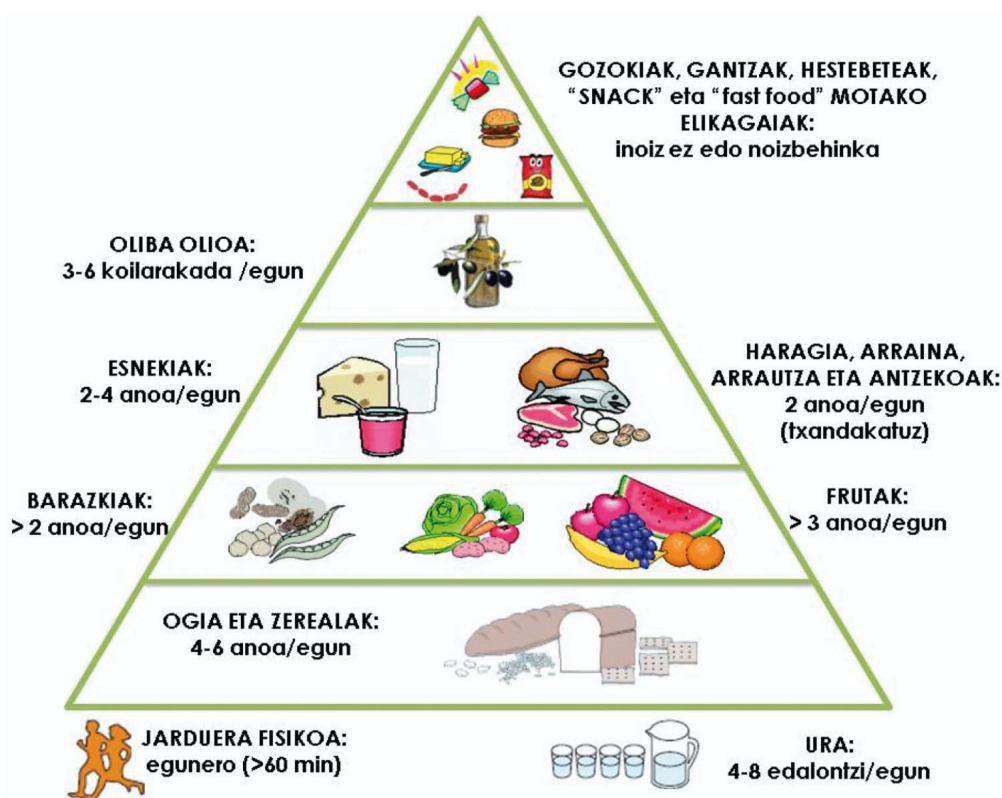 GOZOKIAK, GANTZAK, HESTEBETEAK,
“SNACK” eta “fast food” MOTAKO
ELIKAGAIAK:
inoiz ez edo noizbehinka
OLIBA OLIOA:
3-6 koilarakada /egun
ESNEKIAK:
2-4 anoa/egun
HARAGIA, ARRAINA,
ARRAUTZA ETA ANTZEKOAK:
2 anoa/egun
(txandakatuz)
BARAZKIAK:
> 2 anoa/egun
FRUTAK:
> 3 anoa/egun
OGIA ETA ZEREALAK:
4-6 anoa/egun
JARDUERA FISIKOA:
egunero (>60 min)
URA:
4-8 edalontzi/egun